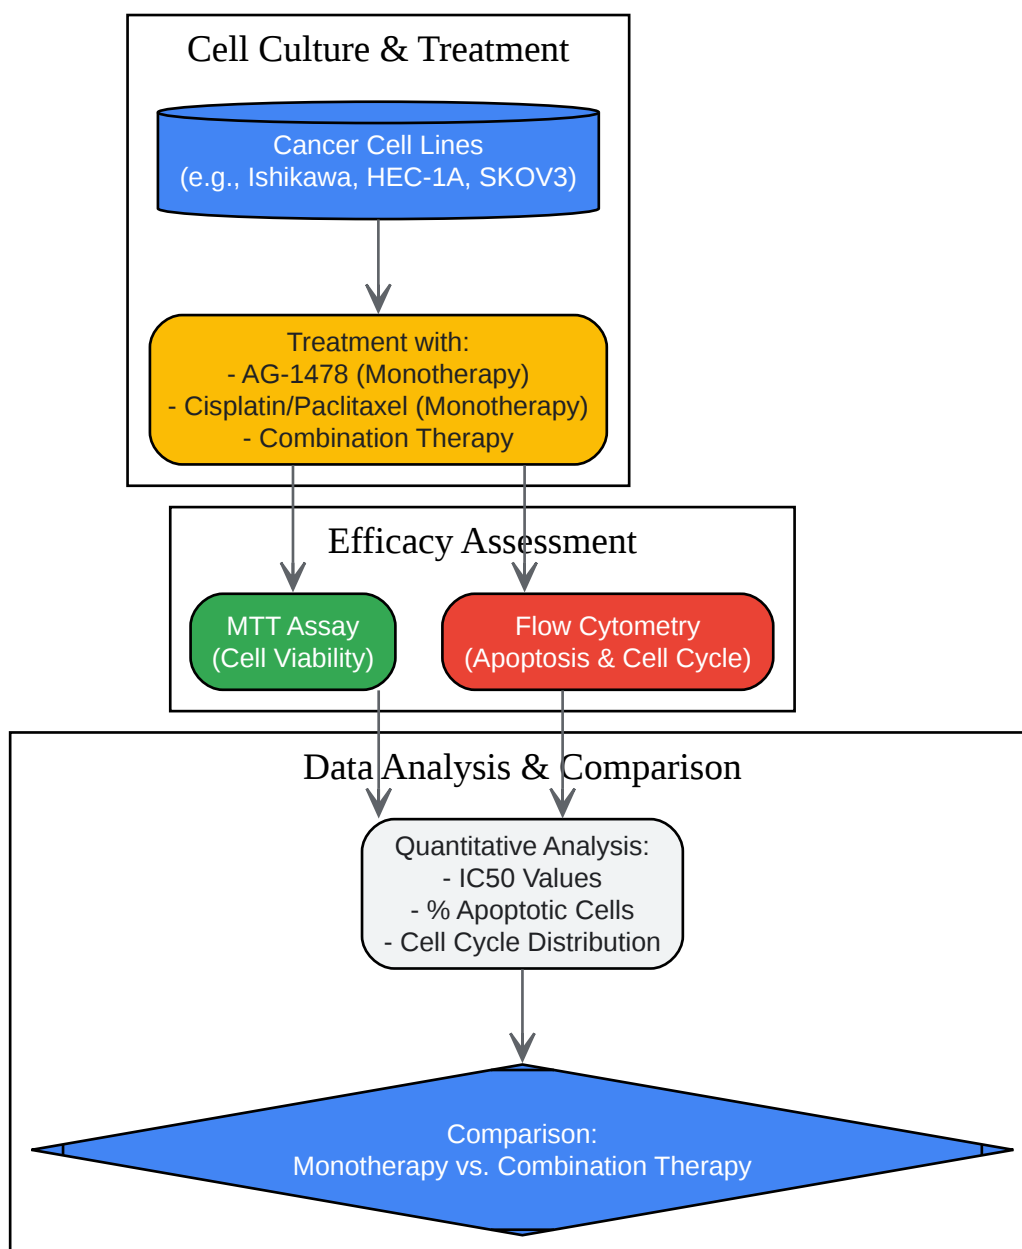 Cell Culture & Treatment
Cancer Cell Lines
(e.g., Ishikawa, HEC-1A, SKOV3)
Treatment with:
- AG-1478 (Monotherapy)
- Cisplatin/Paclitaxel (Monotherapy)
- Combination Therapy
Efficacy Assessment
MTT Assay
(Cell Viability)
Flow Cytometry
(Apoptosis & Cell Cycle)
Data Analysis & Comparison
Quantitative Analysis:
- IC50 Values
- % Apoptotic Cells
- Cell Cycle Distribution
Comparison:
Monotherapy vs. Combination Therapy